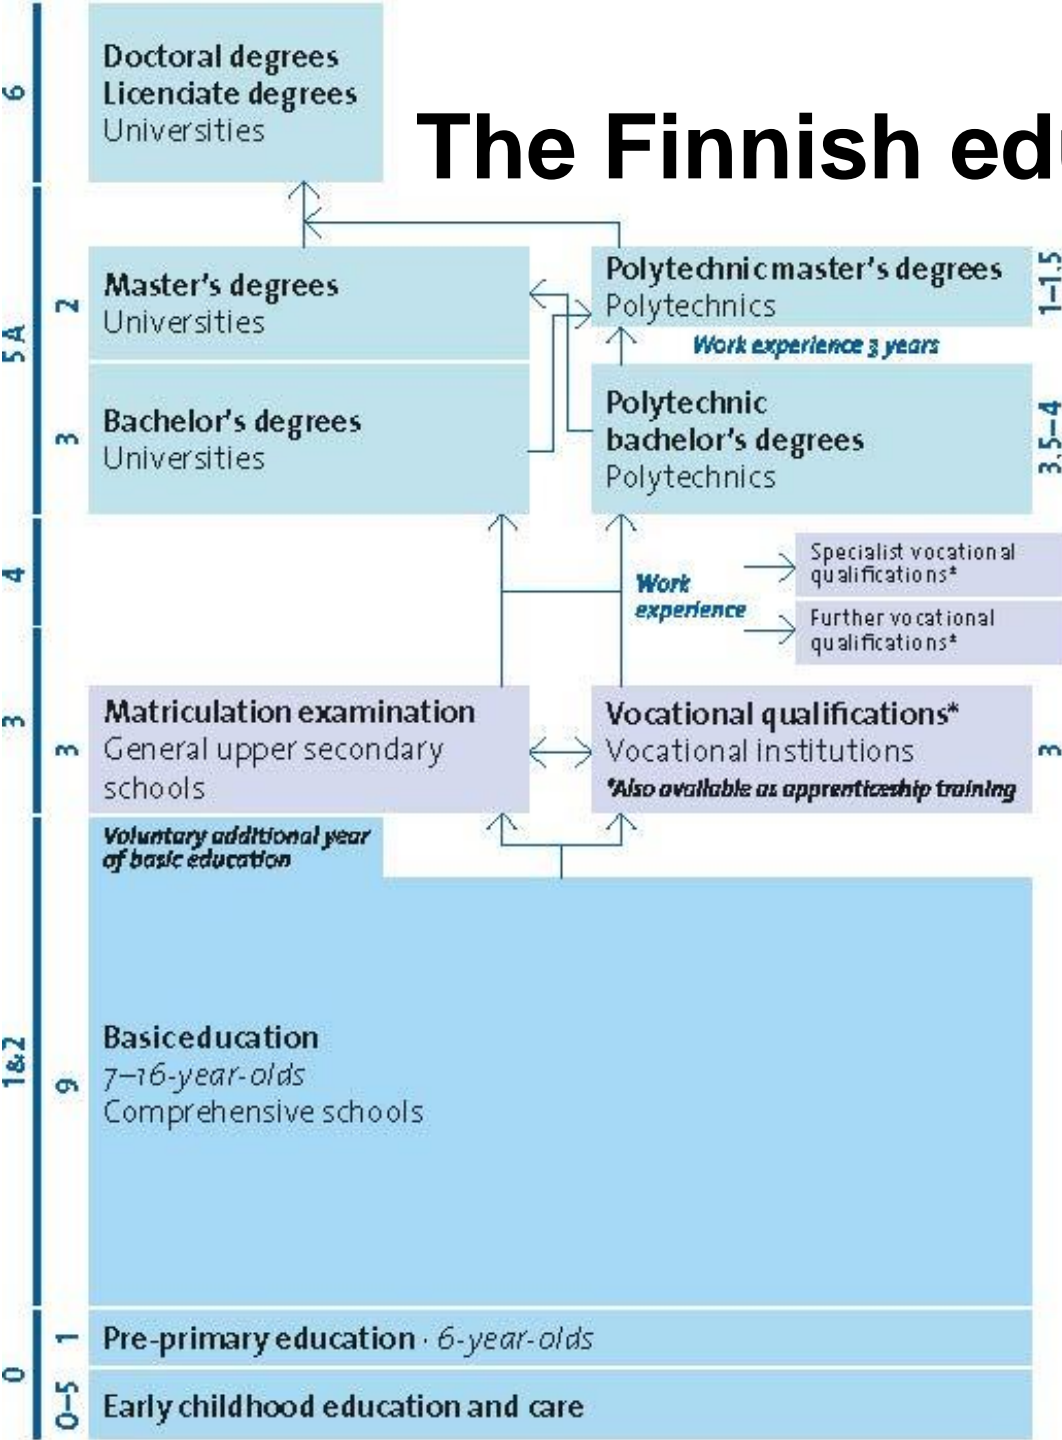 6
Doctoral degrees
Licenciate degrees
Universities
The Finnish edu
5A
2
Master's degrees
Universities
Polytechnic master's degrees
Polytechnics
1–1.5
Work experience 3 years
3
Bachelor's degrees
Universities
Polytechnic
bachelor's degrees
Polytechnics
3.5–4
4
Work
experience
Specialist vocational
qualifications*
Further vocational
qualifications*
3
3
Matriculation examination
General upper secondary
schools
Vocational qualifications*
Vocational institutions
*Also available as apprenticeship training
3
Voluntary additional year
of basic education
1&2
9
Basic education
7–16-year-olds
Comprehensive schools
0
1
Pre-primary education · 6-year-olds
0–5
Early childhood education and care